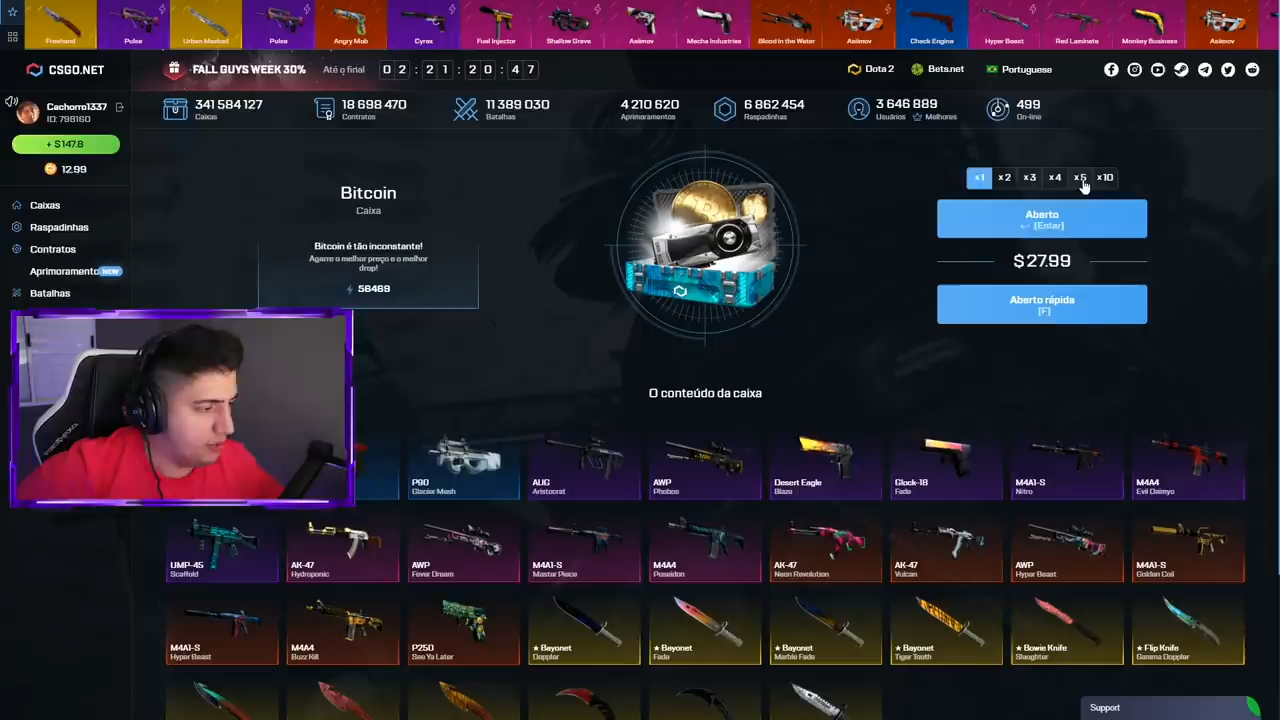 Freehand
Pulse
Urban Masked
Pulse
Angry Mob
Cyrex
Fuel Injector
Shallow Grave
Asiimov
Mecha Industries
Blood in the Water
Asiimov
Check Engine
Hyper Beast
Red Laminate
Monkey Business
Asiimov
CSGO.NET
FALL GUYS WEEK 30%
Até o final
02:21:20:47
Dota 2
Bets.net
Portuguese
Cachorro1337
ID: 798160
+ $147.8
12.99
341 584 127
Caixas
18 698 470
Contratos
11 389 030
Batalhas
4 210 620
Aprimoramentos
6 862 454
Raspadinhas
3 646 889
Usuários
Melhores
499
On-line
Caixas
Raspadinhas
Contratos
Aprimoramento
NEW
Batalhas
Bitcoin
Caixa
Bitcoin é tão inconstante!
Agarre o melhor preço e o melhor
drop!
56469
x1 x2 x3 x4 x5 x10
Aberto
[Enter]
$27.99
Aberto rápida
[F]
O conteúdo da caixa
P90
Glacier Mesh
AUG
Aristocrat
AWP
Phobos
Desert Eagle
Blaze
Glock-18
Fade
M4A1-S
Nitro
M4A4
Evil Daimyo
UMP-45
Scaffold
AK-47
Hydroponic
AWP
Fever Dream
M4A1-S
Master Piece
M4A4
Poseidon
AK-47
Neon Revolution
AK-47
Vulcan
AWP
Hyper Beast
M4A1-S
Golden Coil
M4A1-S
Hyper Beast
M4A4
Buzz Kill
P250
See Ya Later
★ Bayonet
Doppler
★ Bayonet
Fade
★ Bayonet
Marble Fade
★ Bayonet
Tiger Tooth
★ Bowie Knife
Slaughter
★ Flip Knife
Gamma Doppler
Support